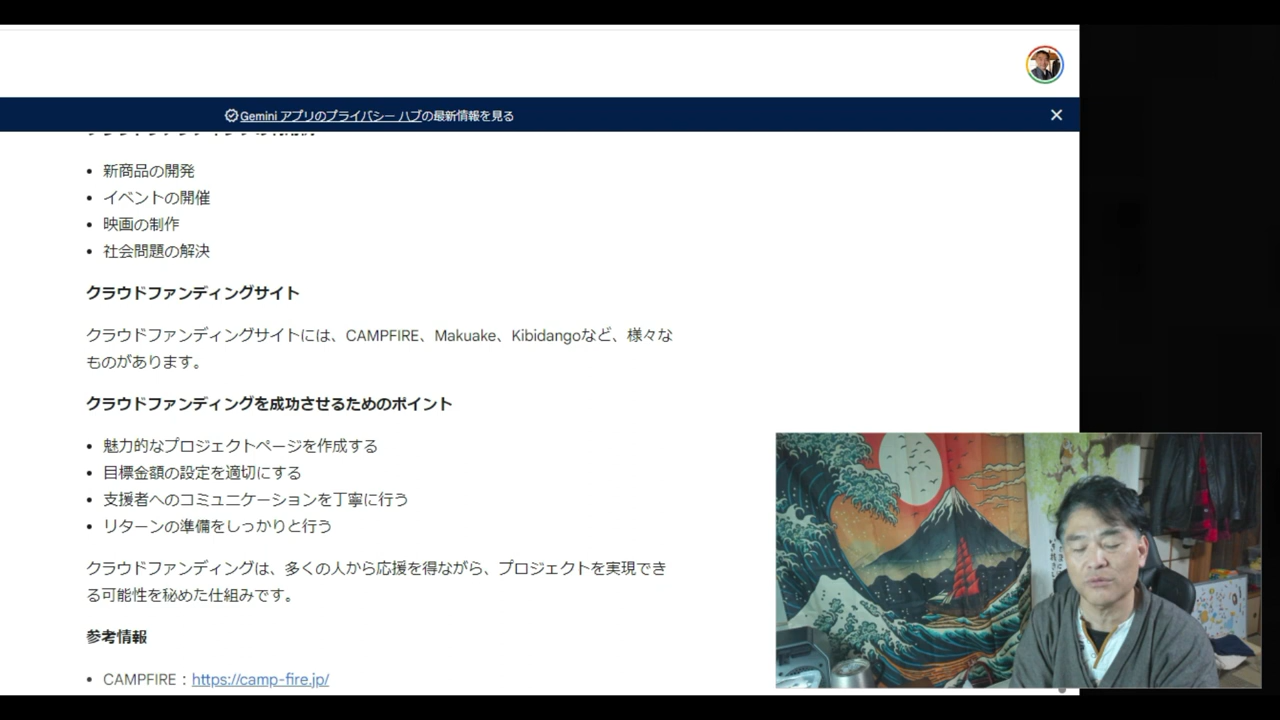 Gemini アプリのプライバシー ハブの最新情報を見る
新商品の開発
イベントの開催
映画の制作
社会問題の解決
クラウドファンディングサイト
クラウドファンディングサイトには、CAMPFIRE、Makuake、Kibidangoなど、様々な
ものがあります。
クラウドファンディングを成功させるためのポイント
魅力的なプロジェクトページを作成する
目標金額の設定を適切にする
支援者へのコミュニケーションを丁寧に行う
リターンの準備をしっかりと行う
クラウドファンディングは、多くの人から応援を得ながら、プロジェクトを実現でき
る可能性を秘めた仕組みです。
参考情報
CAMPFIRE：https://camp-fire.jp/